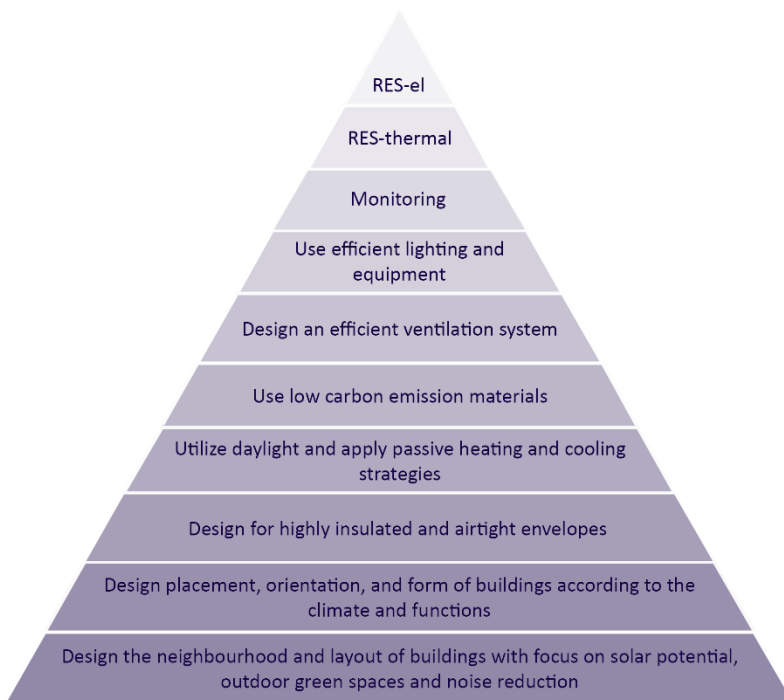 RES-el
RES-thermal
Monitoring
Use efficient lighting and
equipment
Design an efficient ventilation system
Use low carbon emission materials
Utilize daylight and apply passive heating and cooling
strategies
Design for highly insulated and airtight envelopes
Design placement, orientation, and form of buildings according to the
climate and functions
Design the neighbourhood and layout of buildings with focus on solar potential,
outdoor green spaces and noise reduction